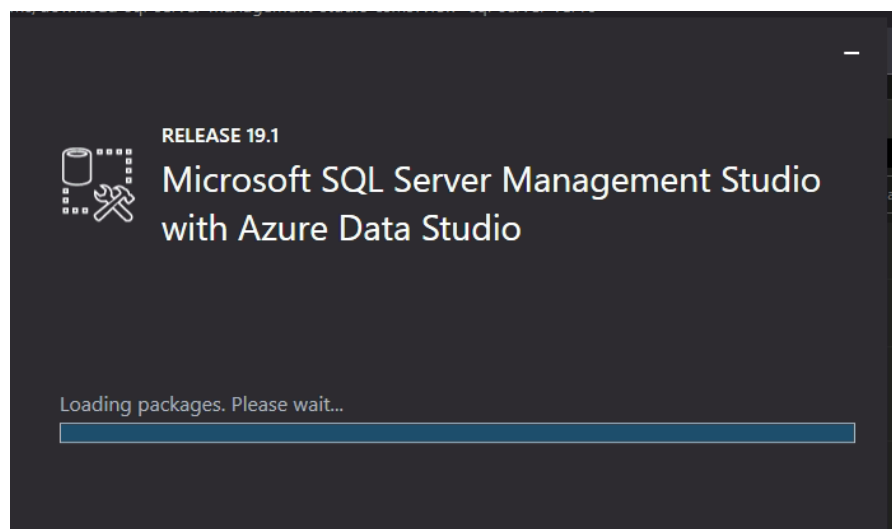 RELEASE 19.1
Microsoft SQL Server Management Studio
with Azure Data Studio
Loading packages. Please wait...